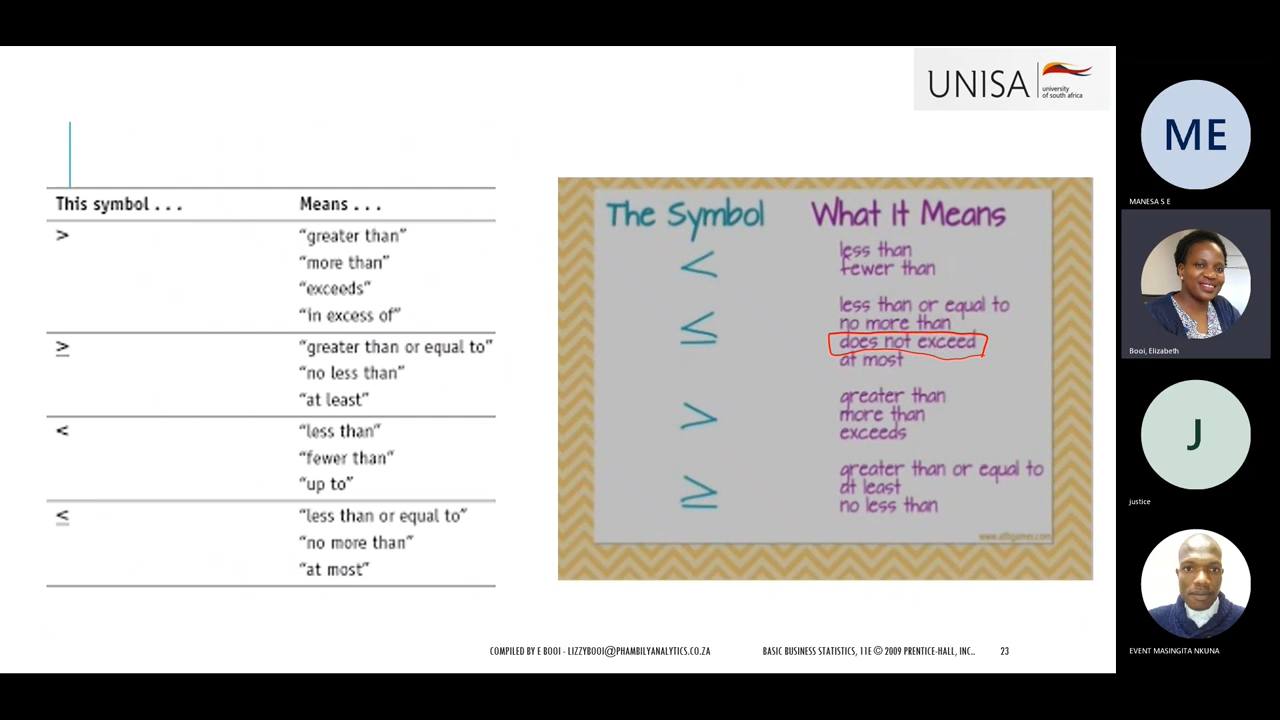 UNISA
university
of south africa
This symbol . . . Means . . .
> "greater than"
"more than"
"exceeds"
"in excess of"
≥ "greater than or equal to"
"no less than"
"at least"
< "less than"
"fewer than"
"up to"
≤ "less than or equal to"
"no more than"
"at most"
The Symbol What It Means
< less than
fewer than
≤ less than or equal to
no more than
does not exceed
at most
> greater than
more than
exceeds
≥ greater than or equal to
at least
no less than
COMPILED BY E BOOI - LIZZYBOOI@PHAMBILYANALYTICS.CO.ZA BASIC BUSINESS STATISTICS, 11E © 2009 PRENTICE-HALL, INC.. 23
ME
MANESA S E
Booi, Elizabeth
J
justice
EVENT MASINGITA NKUNA